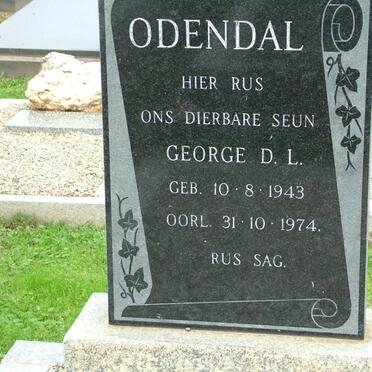 ODENDAL
HIER RUS
ONS DIERBARE SEUN
GEORGE D. L.
GEB. 10·8·1943
OORL. 31·10·1974.
RUS SAG.